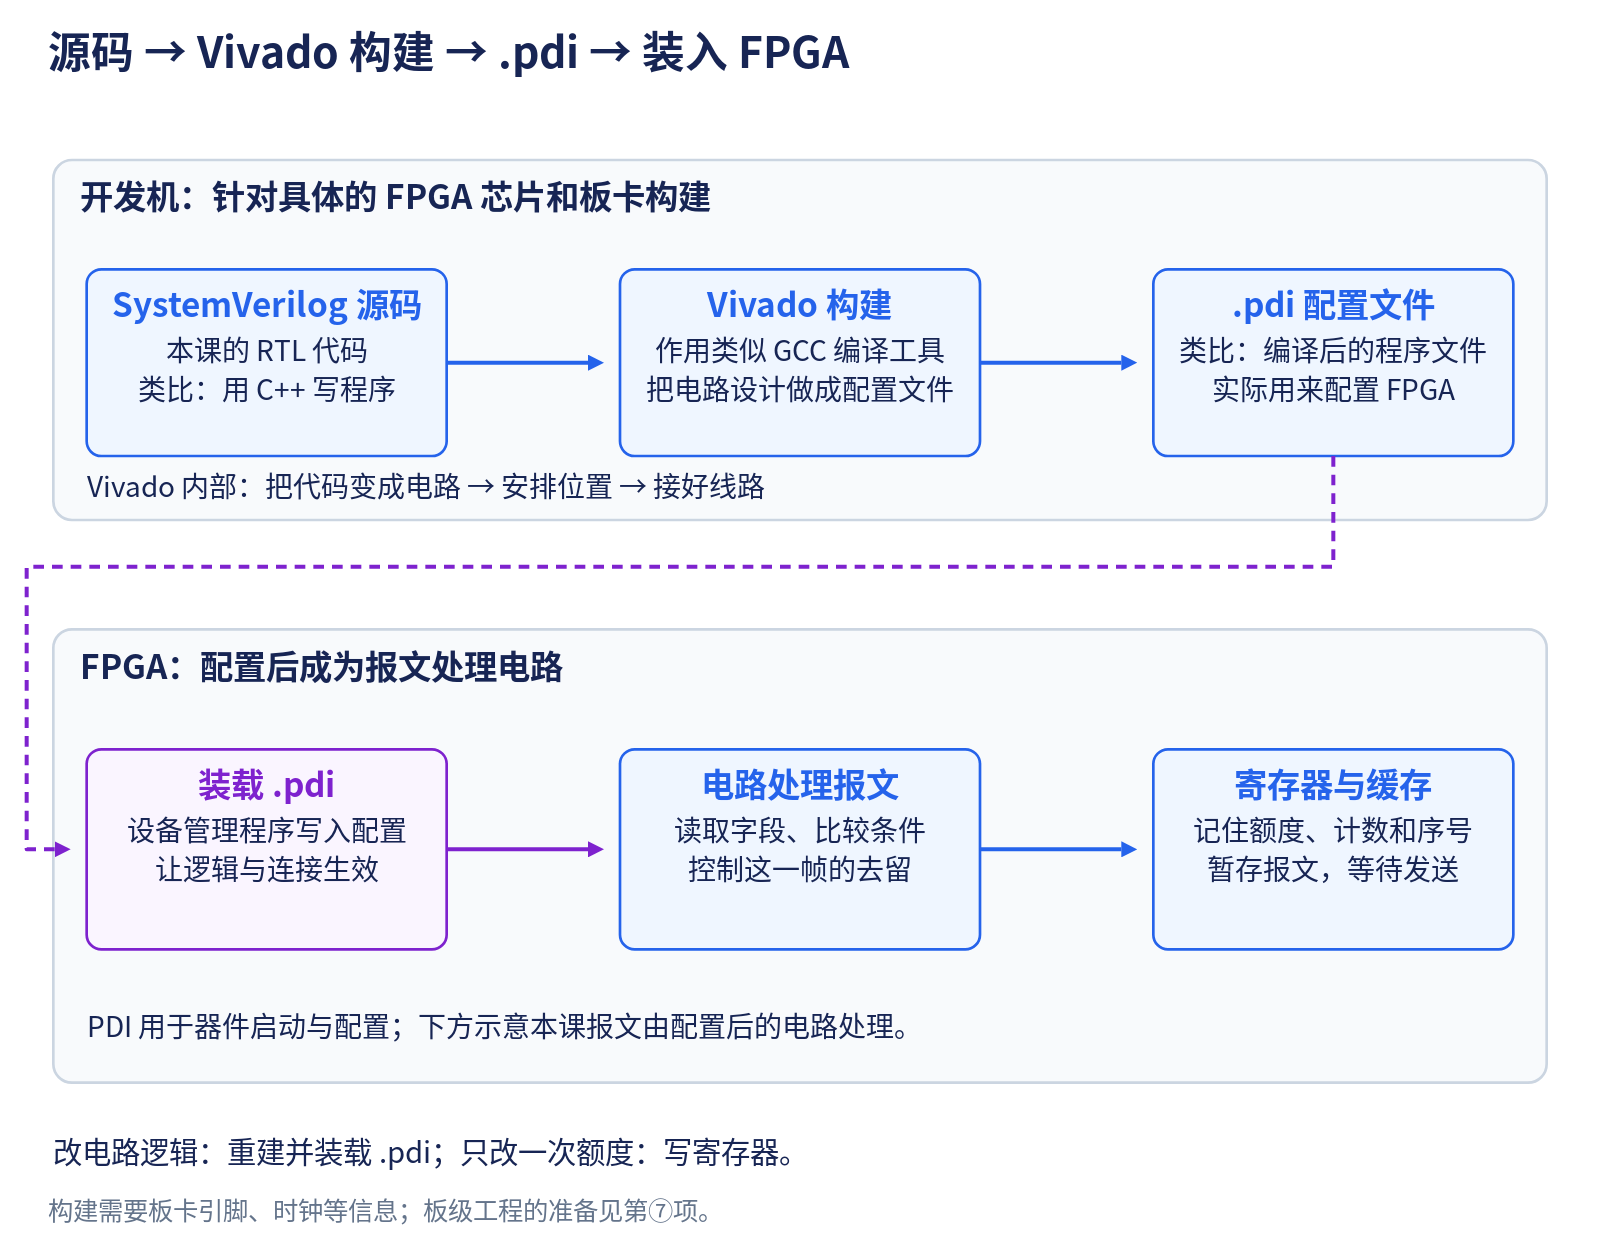 源码 → Vivado 构建 → .pdi → 装入 FPGA
开发机：针对具体的 FPGA 芯片和板卡构建
SystemVerilog 源码
本课的 RTL 代码
类比：用 C++ 写程序
Vivado 构建
作用类似 GCC 编译工具
把电路设计做成配置文件
.pdi 配置文件
类比：编译后的程序文件
实际用来配置 FPGA
Vivado 内部：把代码变成电路 → 安排位置 → 接好线路
FPGA：配置后成为报文处理电路
装载 .pdi
设备管理程序写入配置
让逻辑与连接生效
电路处理报文
读取字段、比较条件
控制这一帧的去留
寄存器与缓存
记住额度、计数和序号
暂存报文，等待发送
PDI 用于器件启动与配置；下方示意本课报文由配置后的电路处理。
改电路逻辑：重建并装载 .pdi；只改一次额度：写寄存器。
构建需要板卡引脚、时钟等信息；板级工程的准备见第⑦项。